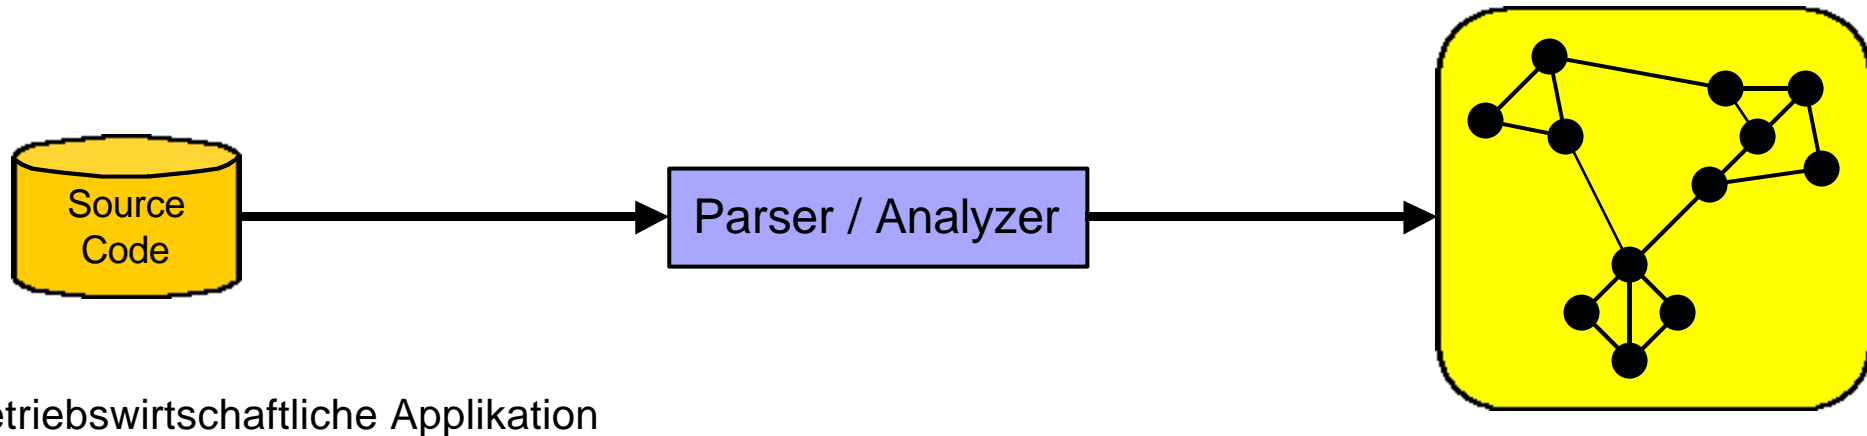 Source
Code
Parser / Analyzer
etriebswirtschaftliche Applikation